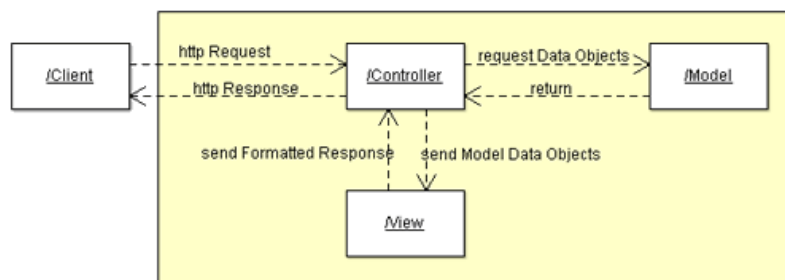 http Request
/Client
/Controller
request Data Objects
/Model
http Response
return
send Formatted Response
send Model Data Objects
/View